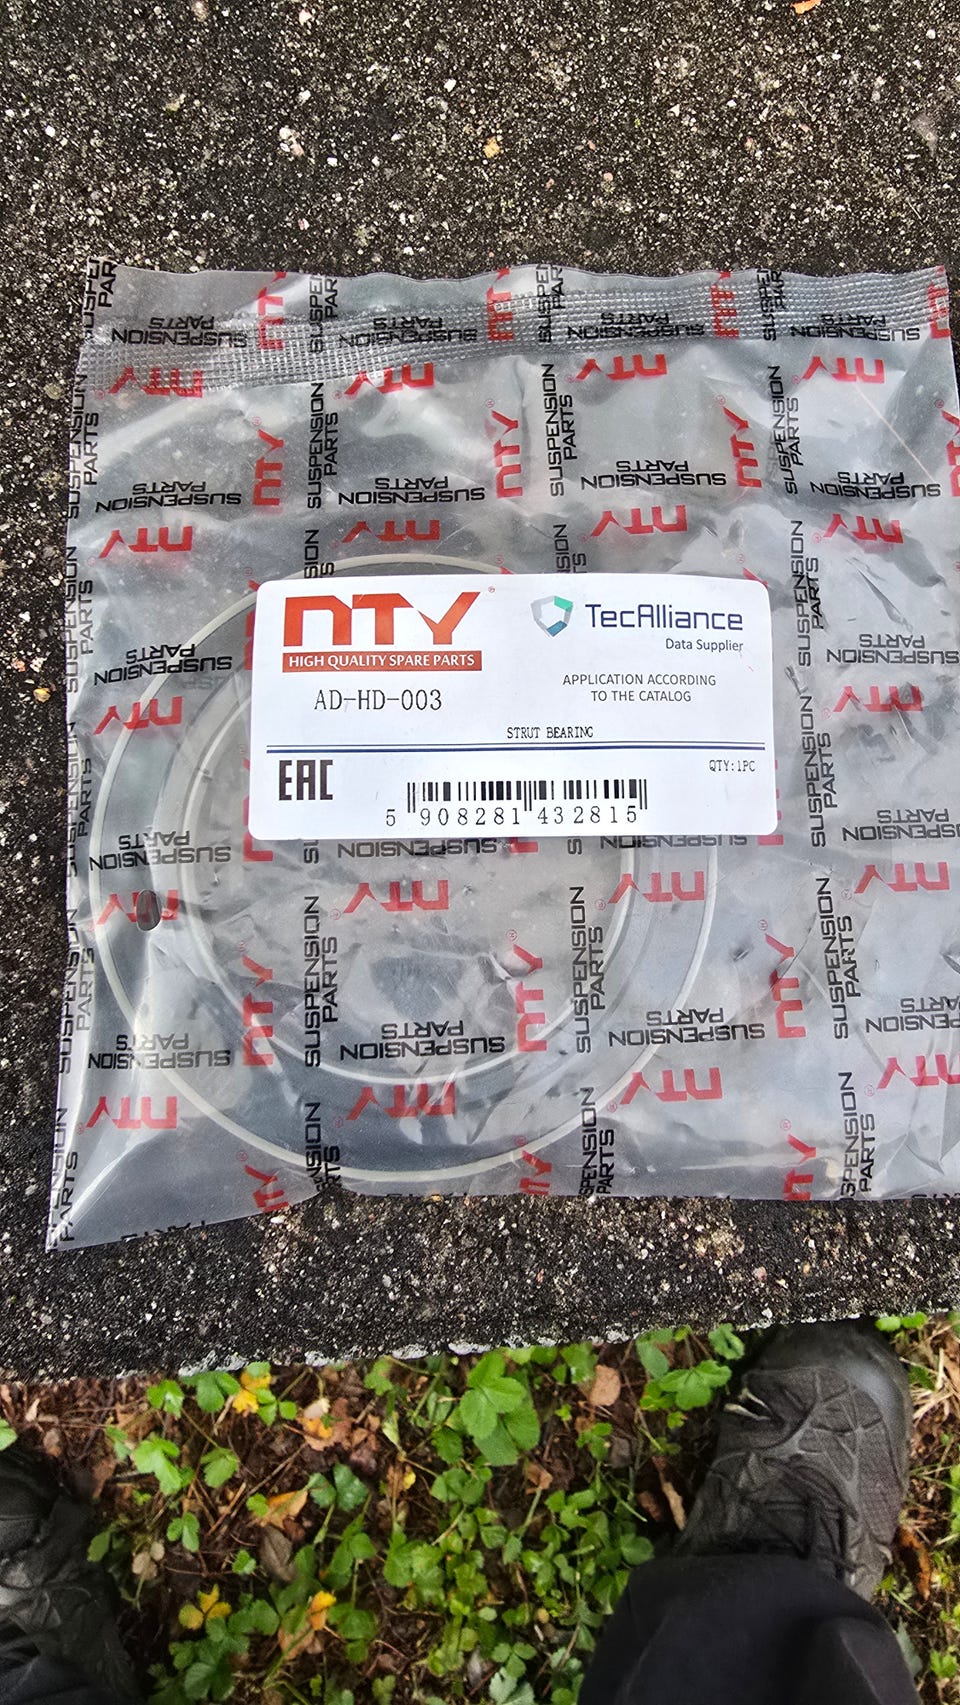 NTY
HIGH QUALITY SPARE PARTS
AD-HD-003
TecAlliance
Data Supplier
APPLICATION ACCORDING
TO THE CATALOG
STRUT BEARING
EAC
QTY:1PC
5 908281 432815
SUSPENSION
PARTS
NTY